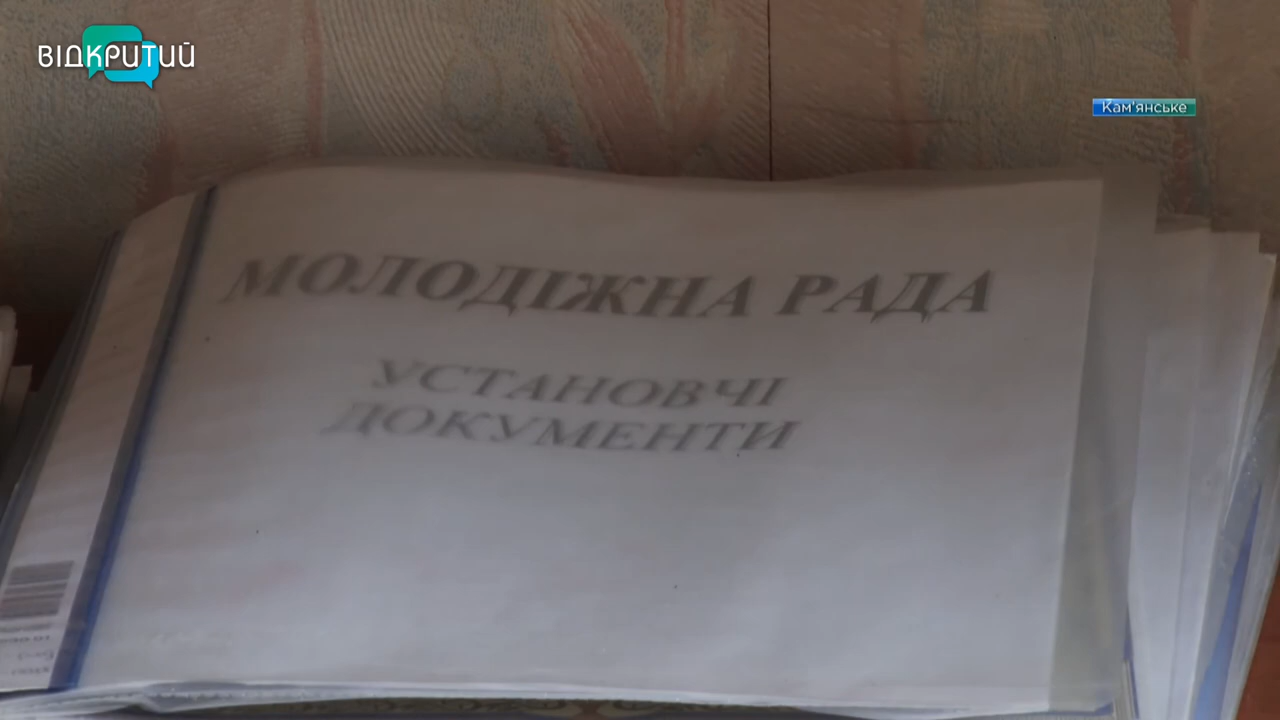 ВІДКРИТИЙ
Кам'янське
МОЛОДІЖНА РАДА
УСТАНОВЧІ
ДОКУМЕНТИ